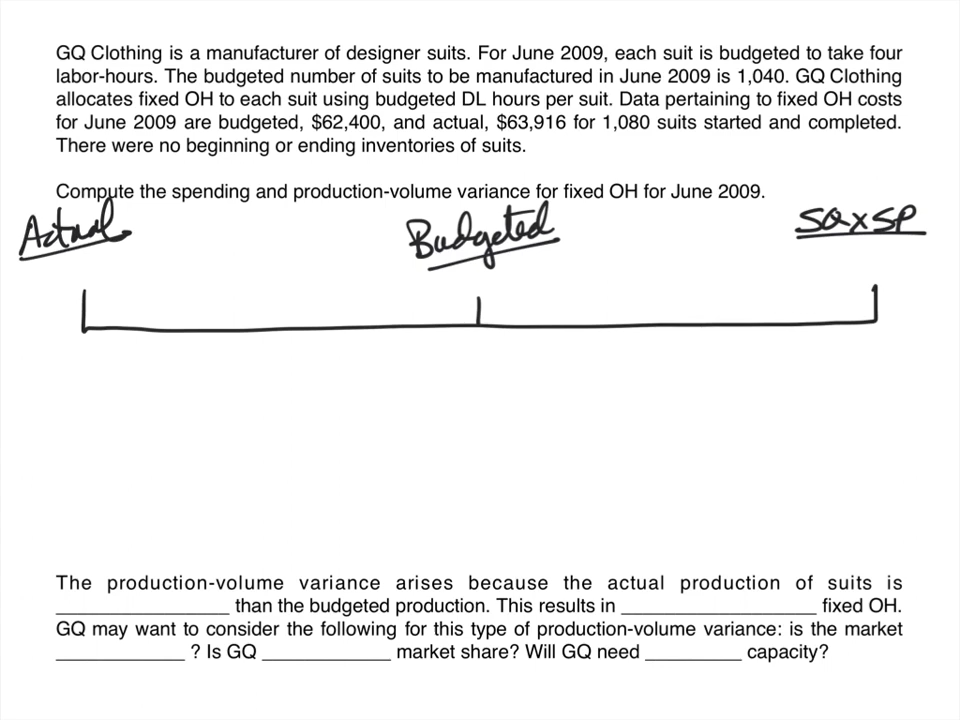 GQ Clothing is a manufacturer of designer suits. For June 2009, each suit is budgeted to take four
labor-hours. The budgeted number of suits to be manufactured in June 2009 is 1,040. GQ Clothing
allocates fixed OH to each suit using budgeted DL hours per suit. Data pertaining to fixed OH costs
for June 2009 are budgeted, $62,400, and actual, $63,916 for 1,080 suits started and completed.
There were no beginning or ending inventories of suits.
Compute the spending and production-volume variance for fixed OH for June 2009.
Actual Budgeted SQxSP
The production-volume variance arises because the actual production of suits is
_________________ than the budgeted production. This results in ___________________ fixed OH.
GQ may want to consider the following for this type of production-volume variance: is the market
_____________ ? Is GQ _____________ market share? Will GQ need __________ capacity?